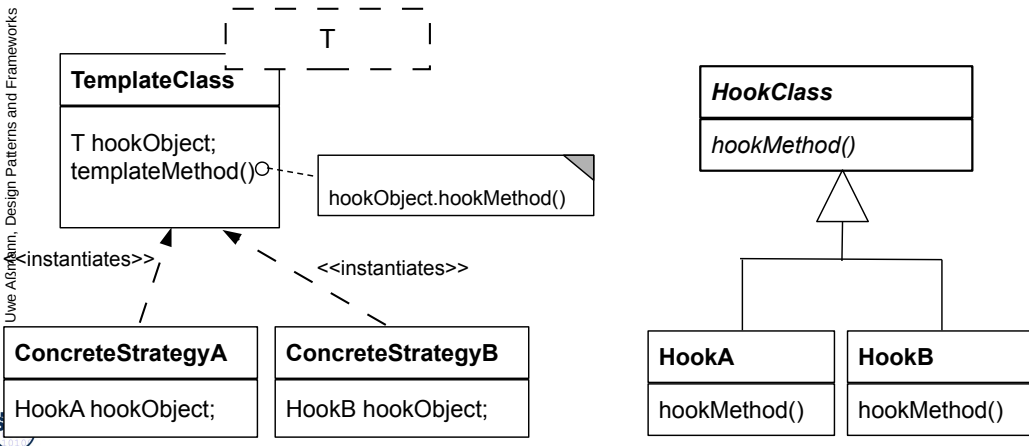 Uwe Aßmann, Design Patterns and Frameworks
T
TemplateClass
T hookObject;
templateMethod()
hookObject.hookMethod()
<<instantiates>>
<<instantiates>>
ConcreteStrategyA
HookA hookObject;
ConcreteStrategyB
HookB hookObject;
HookClass
hookMethod()
HookA
hookMethod()
HookB
hookMethod()